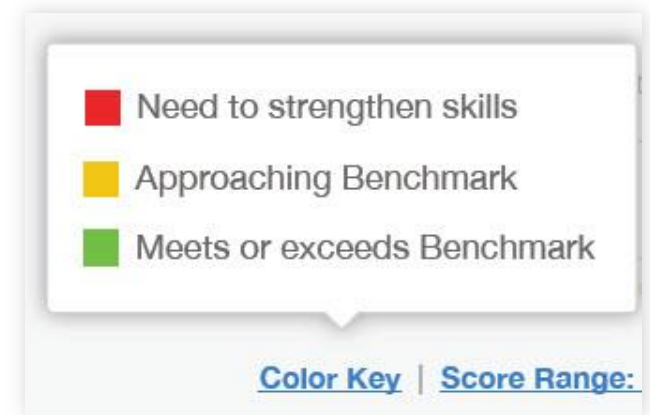 Need to strengthen skills
Approaching Benchmark
Meets or exceeds Benchmark
Color Key | Score Range: